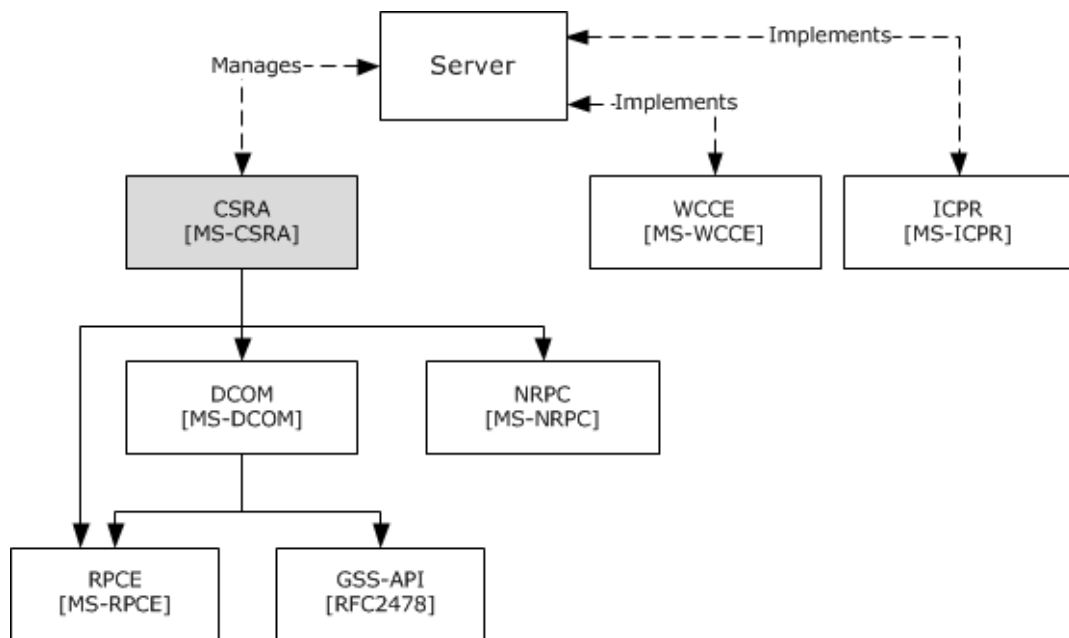 Implements
Manages
Server
Implements
CSRA
[MS-CSRA]
WCCE
[MS-WCCE]
ICPR
[MS-ICPR]
DCOM
[MS-DCOM]
NRPC
[MS-NRPC]
RPCE
[MS-RPCE]
GSS-API
[RFC2478]